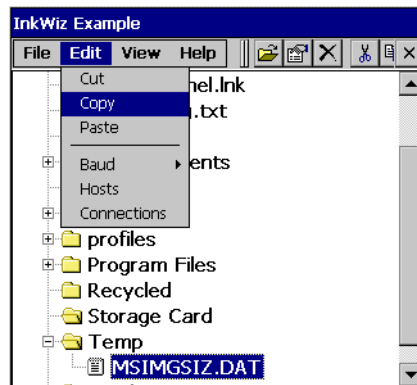 InkWiz Example
File Edit View Help
Cut
nel.lnk
Copy
.txt
Paste
Baud
ents
Hosts
Connections
profiles
Program Files
Recycled
Storage Card
Temp
MSIMGSIZ.DAT